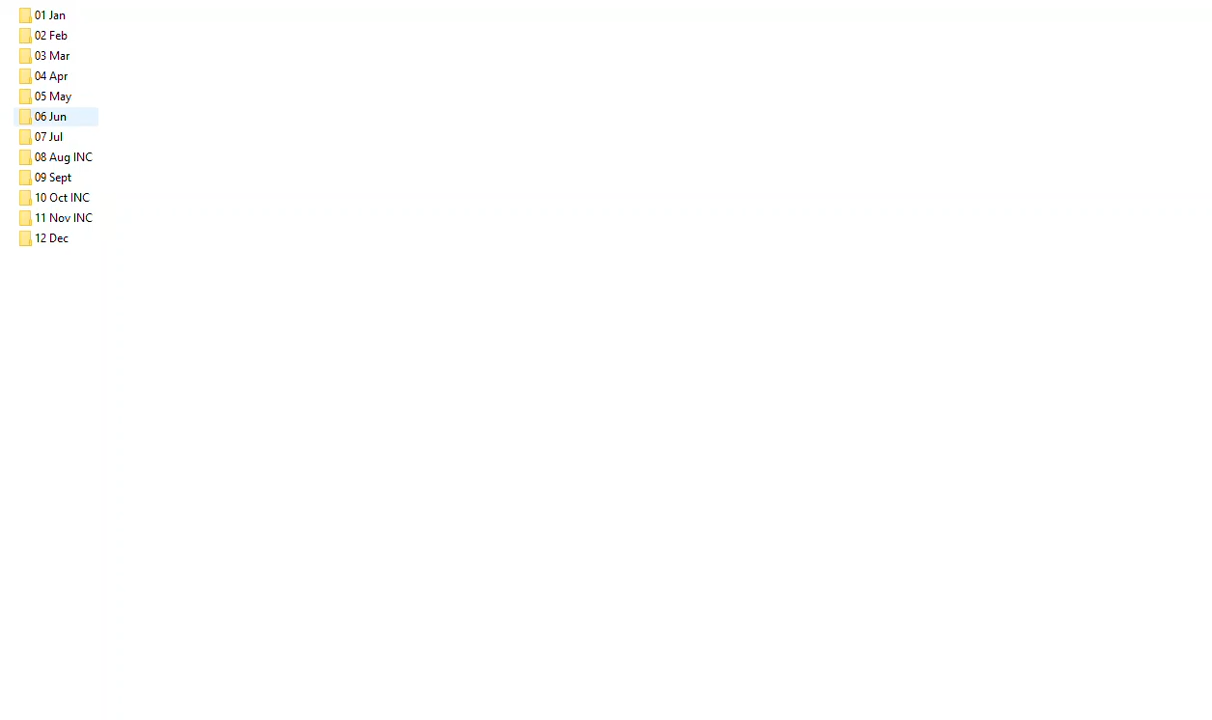 01 Jan
02 Feb
03 Mar
04 Apr
05 May
06 Jun
07 Jul
08 Aug INC
09 Sept
10 Oct INC
11 Nov INC
12 Dec